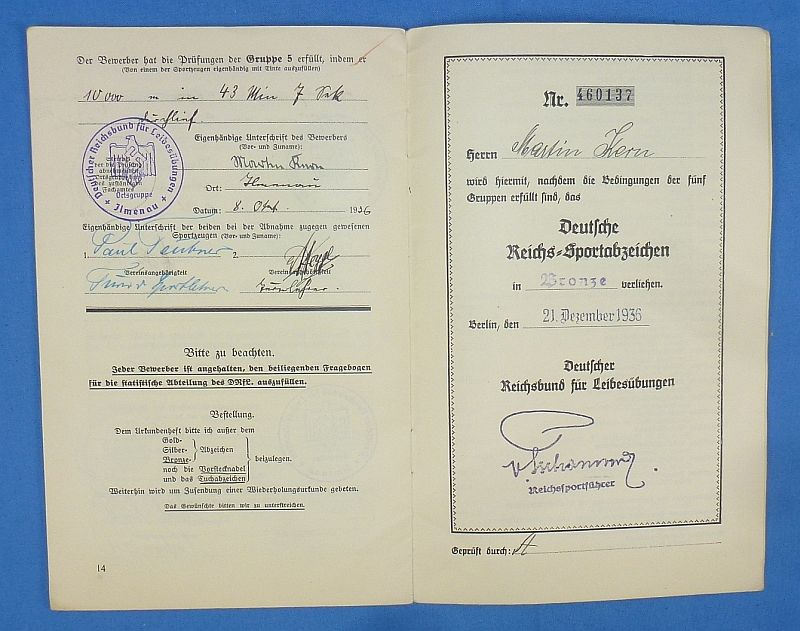 Der Bewerber hat die Prüfungen der Gruppe 5 erfüllt, indem er
(Von einem der Sportzeugen eigenhändig mit Tinte auszufüllen)
10000 m in 43 Min 7 Sek
durchlief
Deutscher Reichsbund für Leibesübungen
Ortsgruppe
Ilmenau
Eigenhändige Unterschrift des Bewerbers
(Vor- und Zuname):
Martin Kern
Ort: Ilmenau
Datum: 8. Okt. 1936
Eigenhändige Unterschrift der beiden bei der Abnahme zugegen gewesenen
Sportzeugen (Vor- und Zuname):
1. Paul 2.
Vereinsangehörigkeit Vereinsangehörigkeit
Bitte zu beachten.
Jeder Bewerber ist angehalten, den beiliegenden Fragebogen
für die statistische Abteilung des DRfL. auszufüllen.
Bestellung.
Dem Urkundenheft bitte ich außer dem
Gold-
Silber- Abzeichen
Bronze- beizulegen.
noch die Vorstecknadel
und das Tuchabzeichen
Weiterhin wird um Zusendung einer Wiederholungsurkunde gebeten.
Das Gewünschte bitten wir zu unterstreichen.
14
Nr. 460137
Herrn Martin Kern
wird hiermit, nachdem die Bedingungen der fünf
Gruppen erfüllt sind, das
Deutsche
Reichs-Sportabzeichen
in Bronze verliehen.
Berlin, den 21. Dezember 1936
Deutscher
Reichsbund für Leibesübungen
Reichssportführer
Geprüft durch: